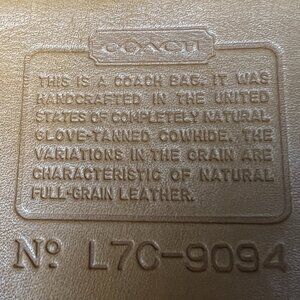 COACH
THIS IS A COACH BAG. IT WAS
HANDCRAFTED IN THE UNITED
STATES OF COMPLETELY NATURAL
GLOVE-TANNED COWHIDE. THE
VARIATIONS IN THE GRAIN ARE
CHARACTERISTIC OF NATURAL
FULL-GRAIN LEATHER.
Nº L7C-9094